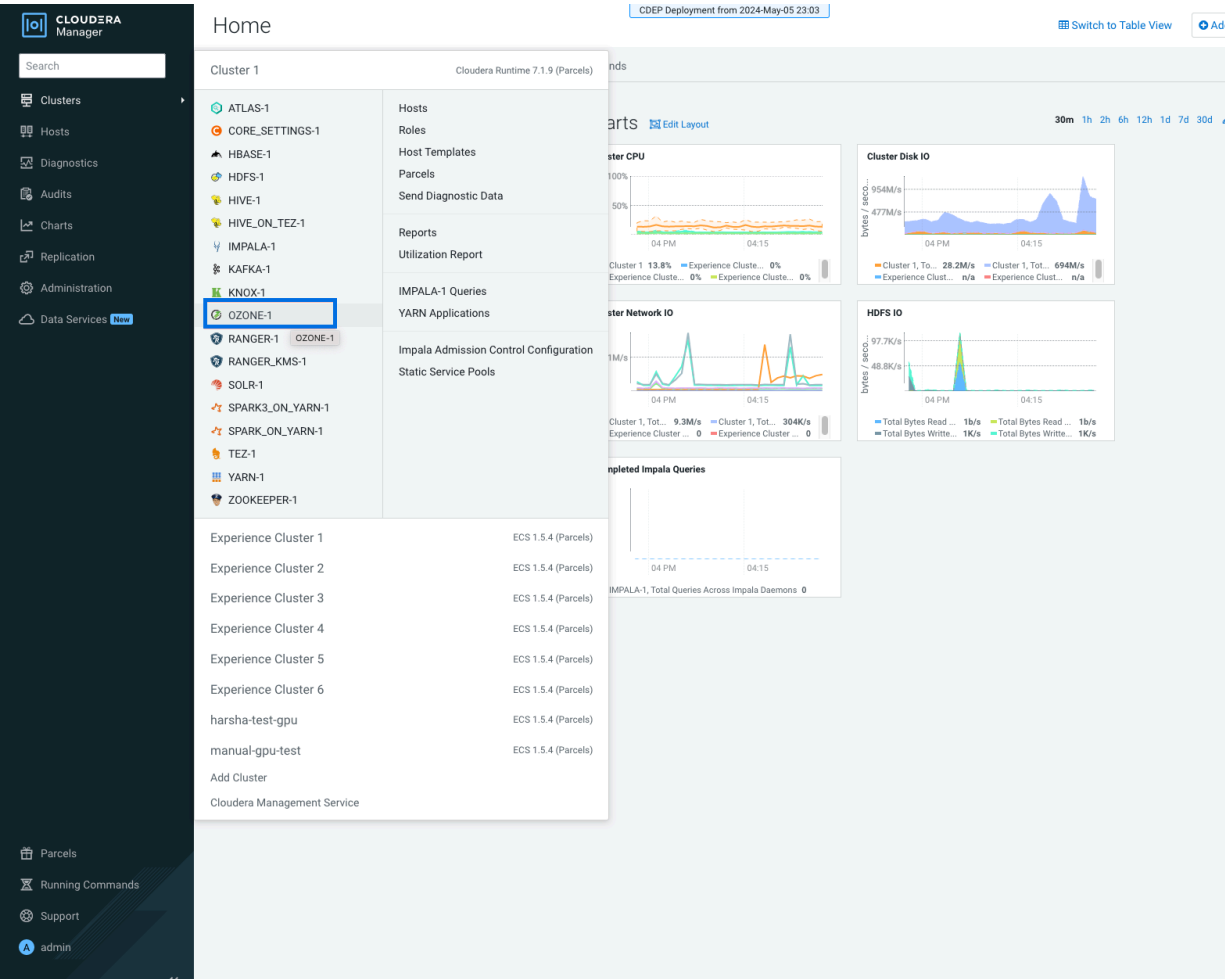 CLOUDERA
Manager
Search
Clusters
Hosts
Diagnostics
Audits
Charts
Replication
Administration
Data Services New
Parcels
Running Commands
Support
A admin
Home
CDEP Deployment from 2024-May-05 23:03
Switch to Table View
Ad
Cluster 1 Cloudera Runtime 7.1.9 (Parcels)
ATLAS-1
CORE_SETTINGS-1
HBASE-1
HDFS-1
HIVE-1
HIVE_ON_TEZ-1
IMPALA-1
KAFKA-1
KNOX-1
OZONE-1
RANGER-1
OZONE-1
RANGER_KMS-1
SOLR-1
SPARK3_ON_YARN-1
SPARK_ON_YARN-1
TEZ-1
YARN-1
ZOOKEEPER-1
Hosts
Roles
Host Templates
Parcels
Send Diagnostic Data
Reports
Utilization Report
IMPALA-1 Queries
YARN Applications
Impala Admission Control Configuration
Static Service Pools
Experience Cluster 1 ECS 1.5.4 (Parcels)
Experience Cluster 2 ECS 1.5.4 (Parcels)
Experience Cluster 3 ECS 1.5.4 (Parcels)
Experience Cluster 4 ECS 1.5.4 (Parcels)
Experience Cluster 5 ECS 1.5.4 (Parcels)
Experience Cluster 6 ECS 1.5.4 (Parcels)
harsha-test-gpu ECS 1.5.4 (Parcels)
manual-gpu-test ECS 1.5.4 (Parcels)
Add Cluster
Cloudera Management Service
nds
arts Edit Layout
30m 1h 2h 6h 12h 1d 7d 30d
ster CPU
100%
50%
04 PM 04:15
Cluster 1 13.8% Experience Cluste... 0%
Experience Cluste... 0% Experience Cluste... 0%
Cluster Disk IO
bytes / seco...
954M/s
477M/s
04 PM 04:15
Cluster 1, To... 28.2M/s Cluster 1, Tot... 694M/s
Experience Clust... n/a Experience Clust... n/a
ster Network IO
1M/s
04 PM 04:15
Cluster 1, Tot... 9.3M/s Cluster 1, Tot... 304K/s
Experience Cluster ... 0 Experience Cluster ... 0
HDFS IO
bytes / seco...
97.7K/s
48.8K/s
04 PM 04:15
Total Bytes Read ... 1b/s Total Bytes Read ... 1b/s
Total Bytes Writte... 1K/s Total Bytes Writte... 1K/s
mpleted Impala Queries
04 PM 04:15
IMPALA-1, Total Queries Across Impala Daemons 0